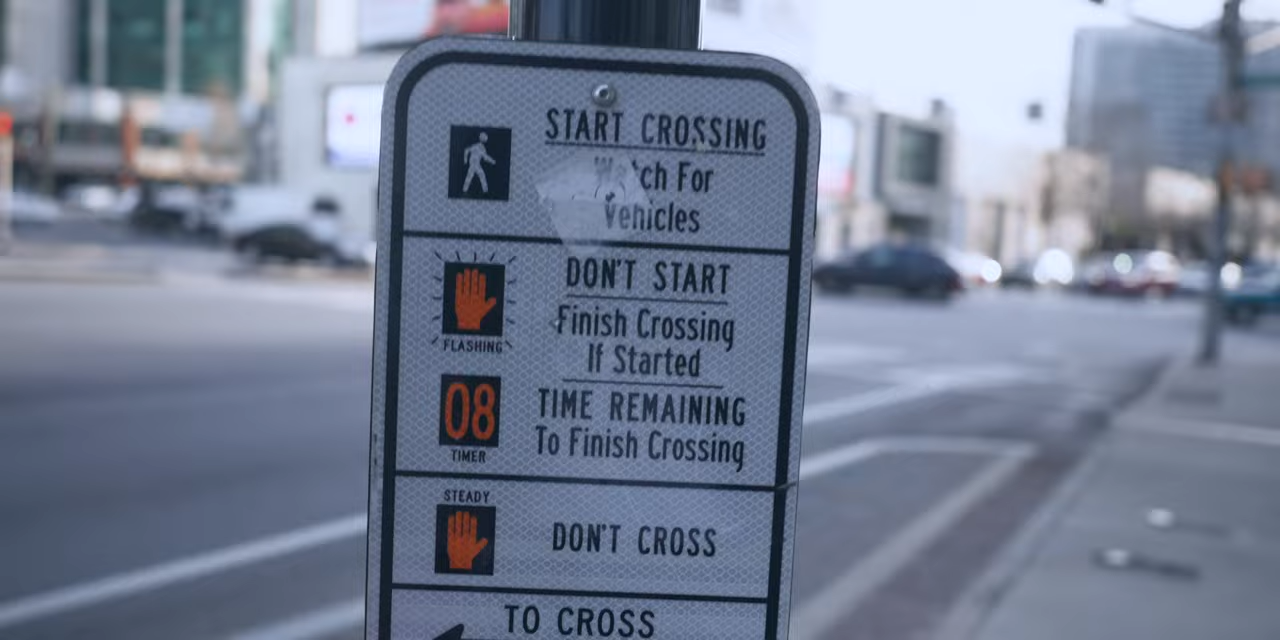 START CROSSING
Watch For
Vehicles
DON'T START
Finish Crossing
If Started
FLASHING
TIME REMAINING
To Finish Crossing
08
TIMER
STEADY
DON'T CROSS
TO CROSS